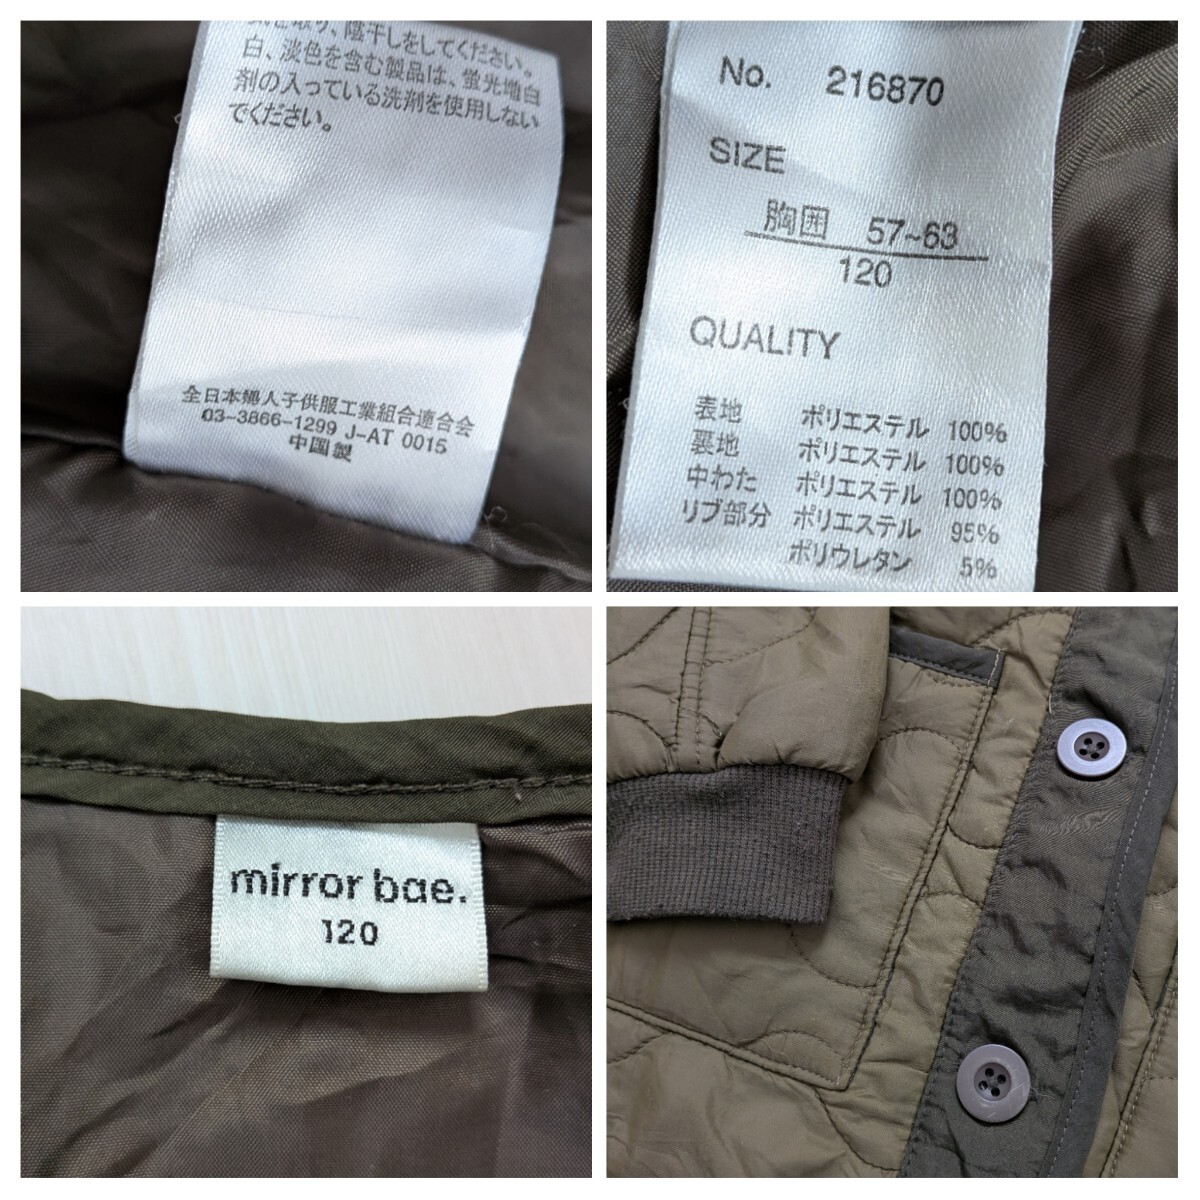 取り、陰干しをしてください。
白、淡色を含む製品は、蛍光増白
剤の入っている洗剤を使用しない
でください。
全日本婦人子供服工業組合連合会
03-3866-1299 J-AT 0015
中国製
No. 216870
SIZE
胸囲 57~63
120
QUALITY
表地 ポリエステル 100%
裏地 ポリエステル 100%
中わた ポリエステル 100%
リブ部分 ポリエステル 95%
ポリウレタン 5%
mirror bae.
120